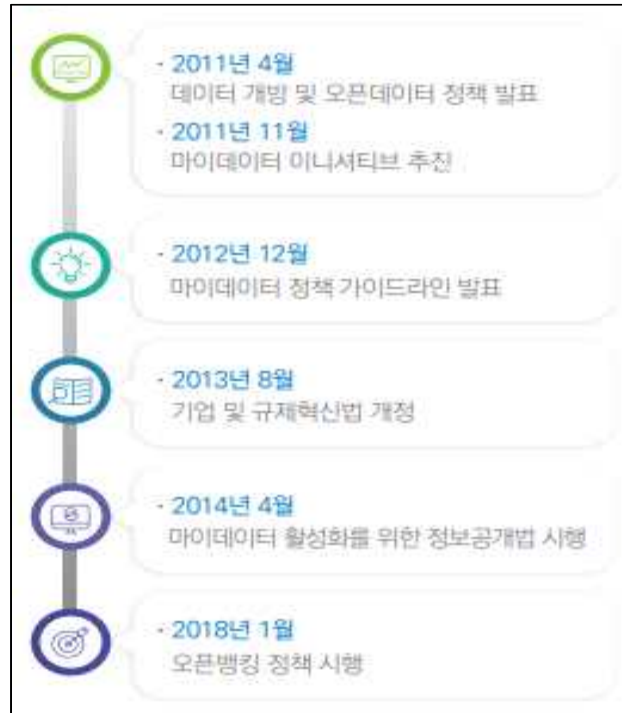 · 2011년 4월
데이터 개방 및 오픈데이터 정책 발표
· 2011년 11월
마이데이터 이니셔티브 추진
· 2012년 12월
마이데이터 정책 가이드라인 발표
· 2013년 8월
기업 및 규제혁신법 개정
· 2014년 4월
마이데이터 활성화를 위한 정보공개법 시행
· 2018년 1월
오픈뱅킹 정책 시행